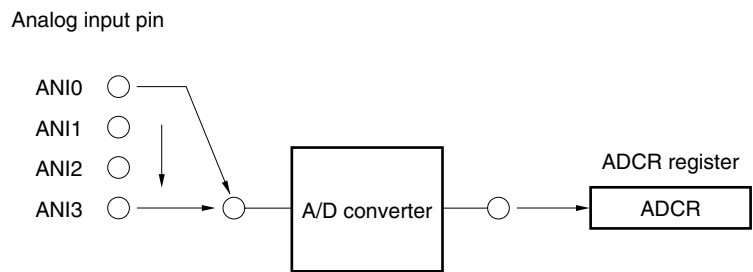 Analog input pin
ANI0
ANI1
ANI2
ANI3
A/D converter
ADCR register
ADCR